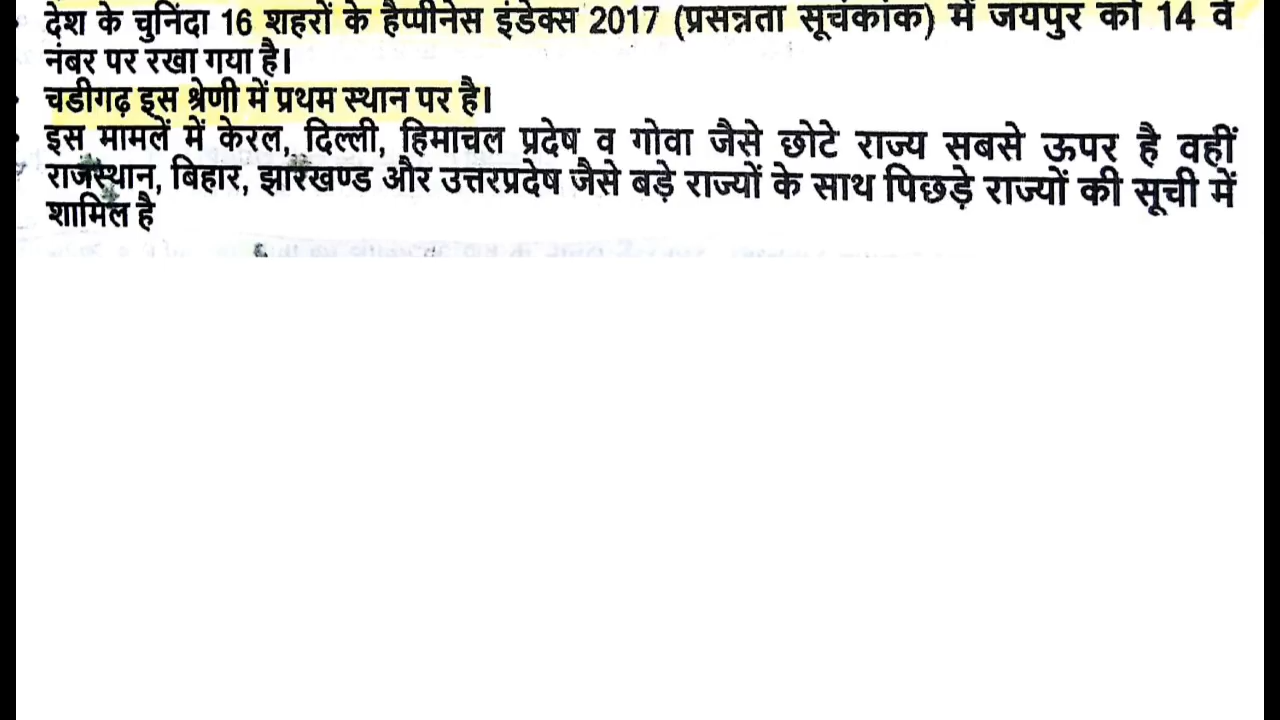 देश के चुनिंदा 16 शहरों के हैप्पीनेस इंडेक्स 2017 (प्रसन्नता सूचकांक) में जयपुर को 14 वें
नंबर पर रखा गया है।
चडीगढ़ इस श्रेणी में प्रथम स्थान पर है।
इस मामलें में केरल, दिल्ली, हिमाचल प्रदेष व गोवा जैसे छोटे राज्य सबसे ऊपर है वहीं
राजस्थान, बिहार, झारखण्ड और उत्तरप्रदेष जैसे बड़े राज्यों के साथ पिछड़े राज्यों की सूची में
शामिल है